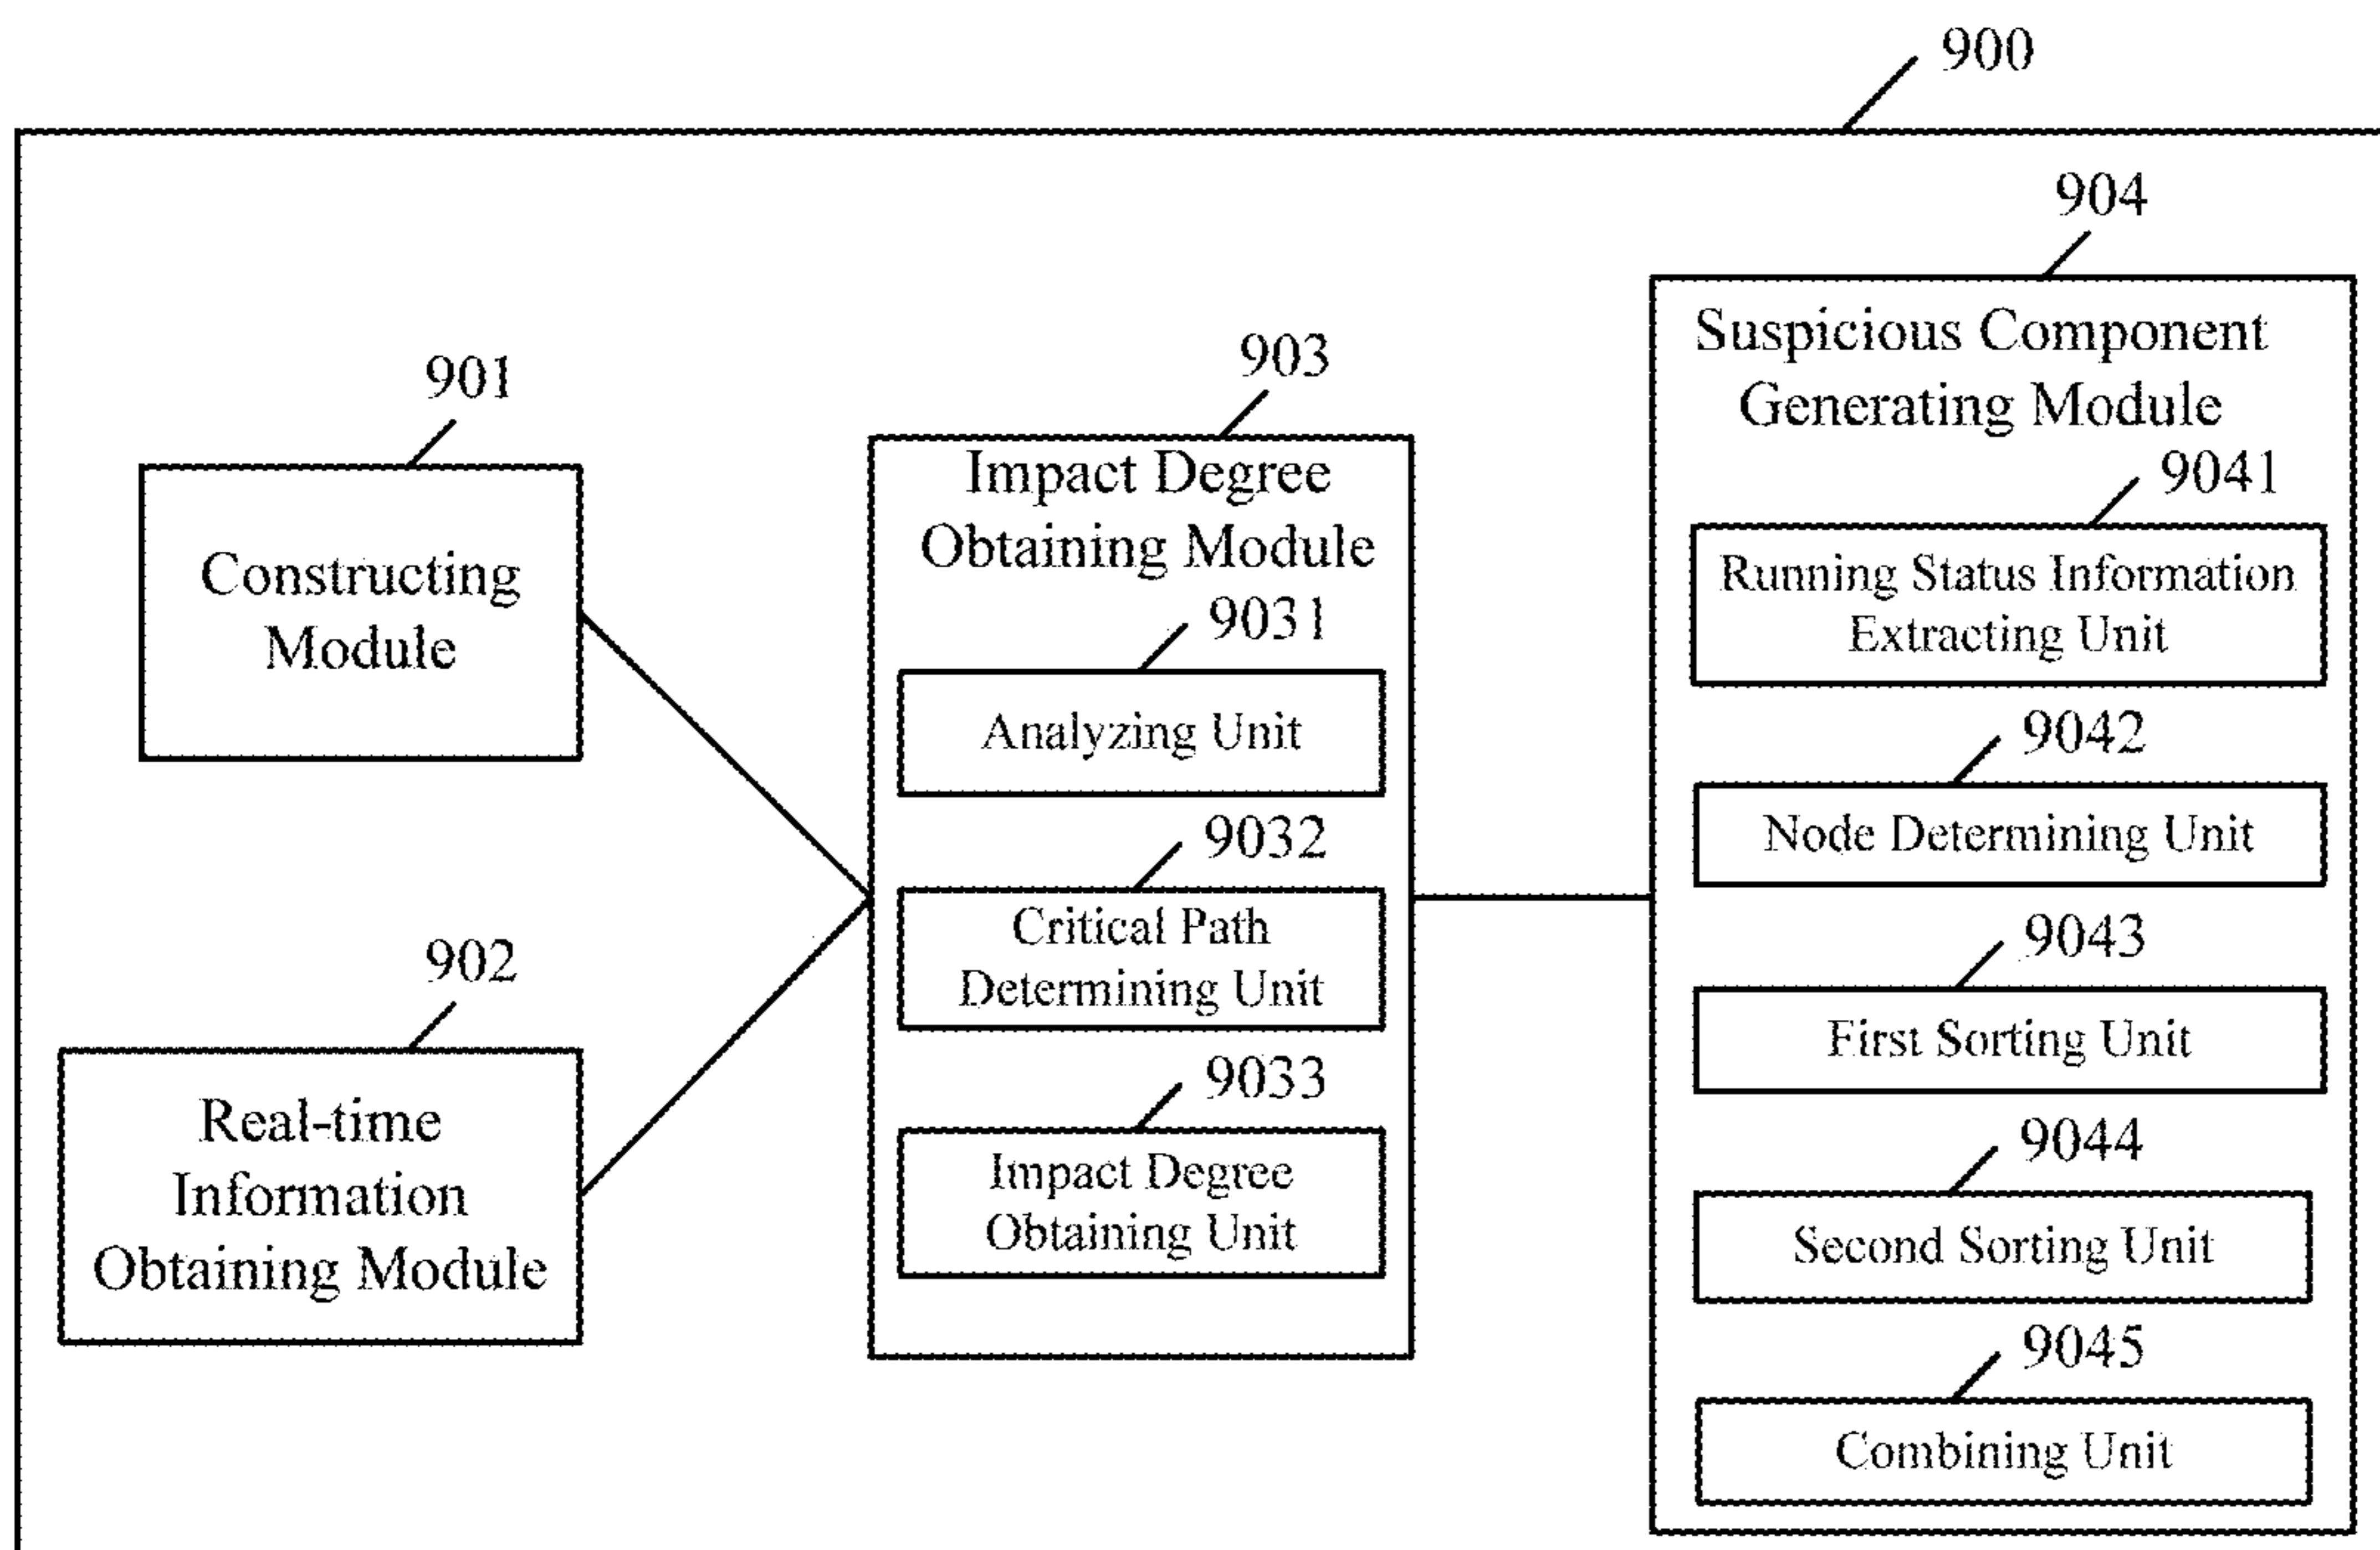 900
901
Constructing
Module
902
Real-time
Information
Obtaining Module
903
Impact Degree
Obtaining Module
9031
Analyzing Unit
9032
Critical Path
Determining Unit
9033
Impact Degree
Obtaining Unit
904
Suspicious Component
Generating Module
9041
Running Status Information
Extracting Unit
9042
Node Determining Unit
9043
First Sorting Unit
9044
Second Sorting Unit
9045
Combining Unit